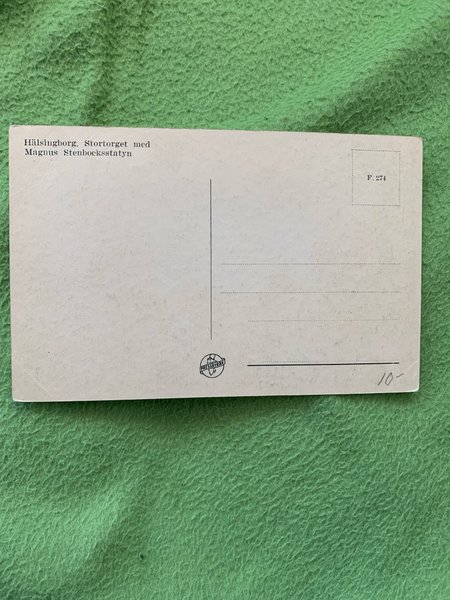 Hälsingborg, Stortorget med
Magnus Stenbocksstatyn
F. 274
10-